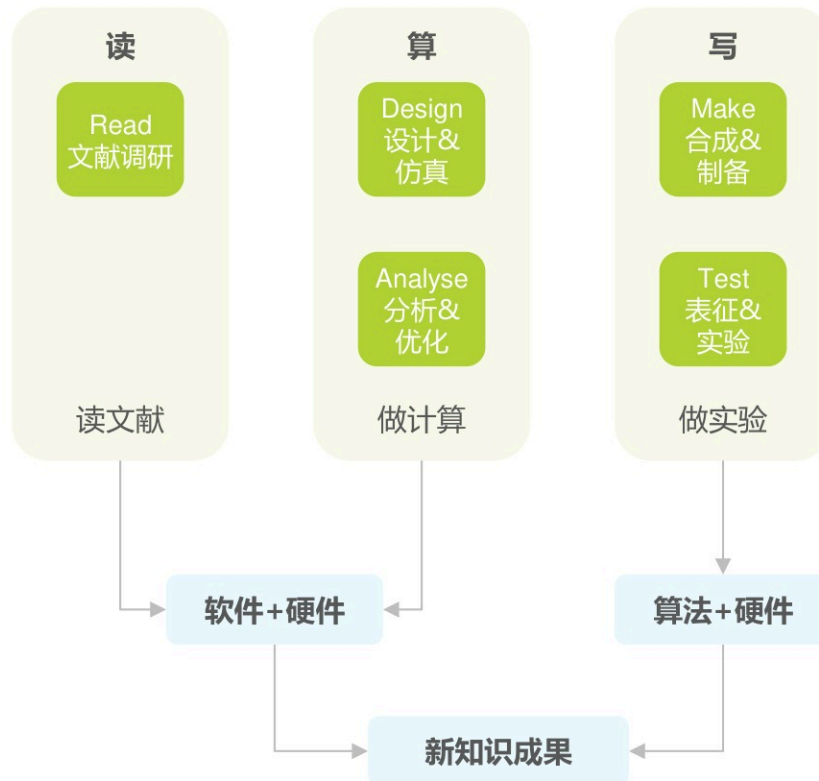 读
Read
文献调研
读文献
算
Design
设计&
仿真
Analyse
分析&
优化
做计算
写
Make
合成&
制备
Test
表征&
实验
做实验
软件+硬件
算法+硬件
新知识成果